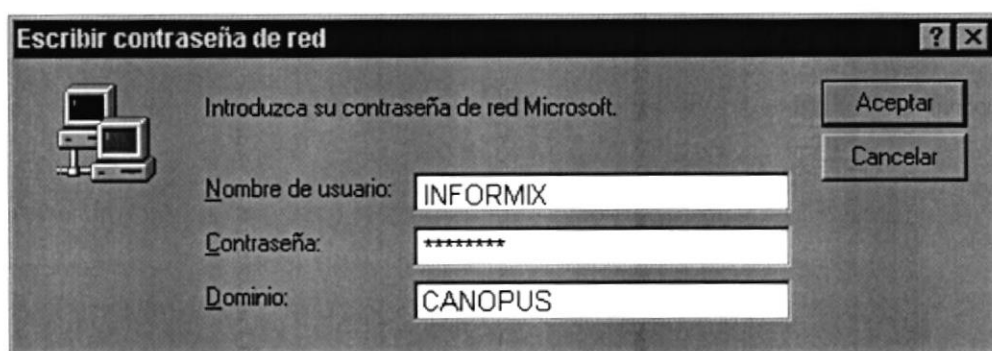 Escribir contraseña de red
Introduzca su contraseña de red Microsoft.
Aceptar
Cancelar
Nombre de usuario: INFORMIX
Contraseña: ********
Dominio: CANOPUS